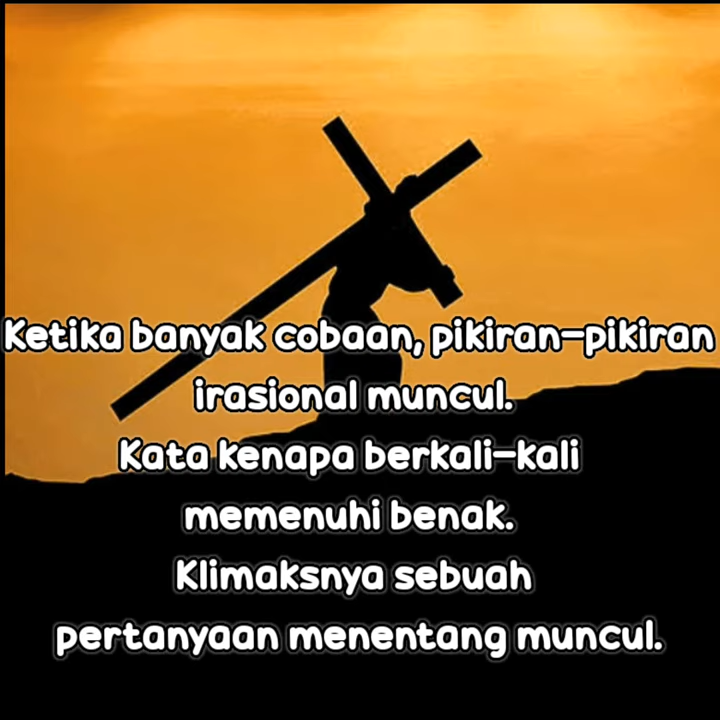 Ketika banyak cobaan, pikiran-pikiran
irasional muncul.
Kata kenapa berkali-kali
memenuhi benak.
Klimaksnya sebuah
pertanyaan menentang muncul.